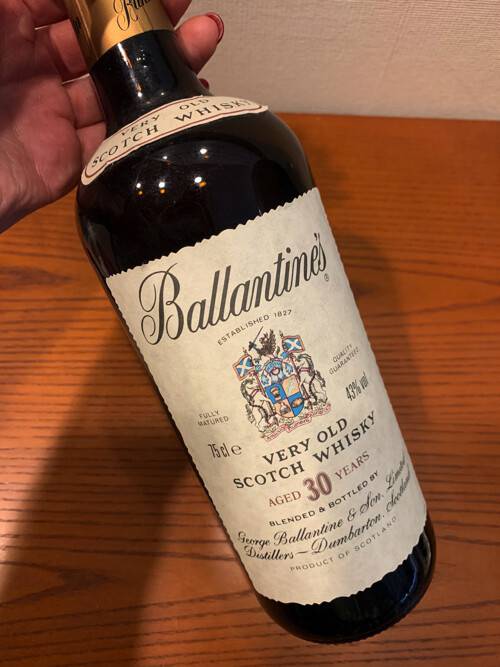 VERY OLD
SCOTCH WHISKY
Ballantine's
®
ESTABLISHED 1827
FULLY
MATURED
QUALITY
GUARANTEED
75 cl e
43% vol
VERY OLD
SCOTCH WHISKY
AGED 30 YEARS
BLENDED & BOTTLED BY
George Ballantine & Son, Limited
Distillers — Dumbarton, Scotland
PRODUCT OF SCOTLAND